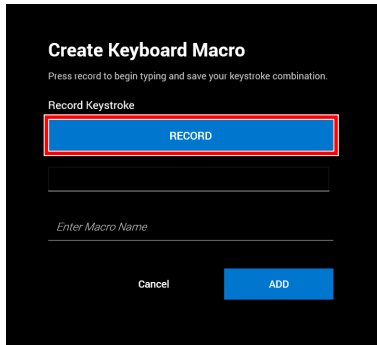 Create Keyboard Macro
Press record to begin typing and save your keystroke combination.
Record Keystroke
RECORD
Enter Macro Name
Cancel
ADD